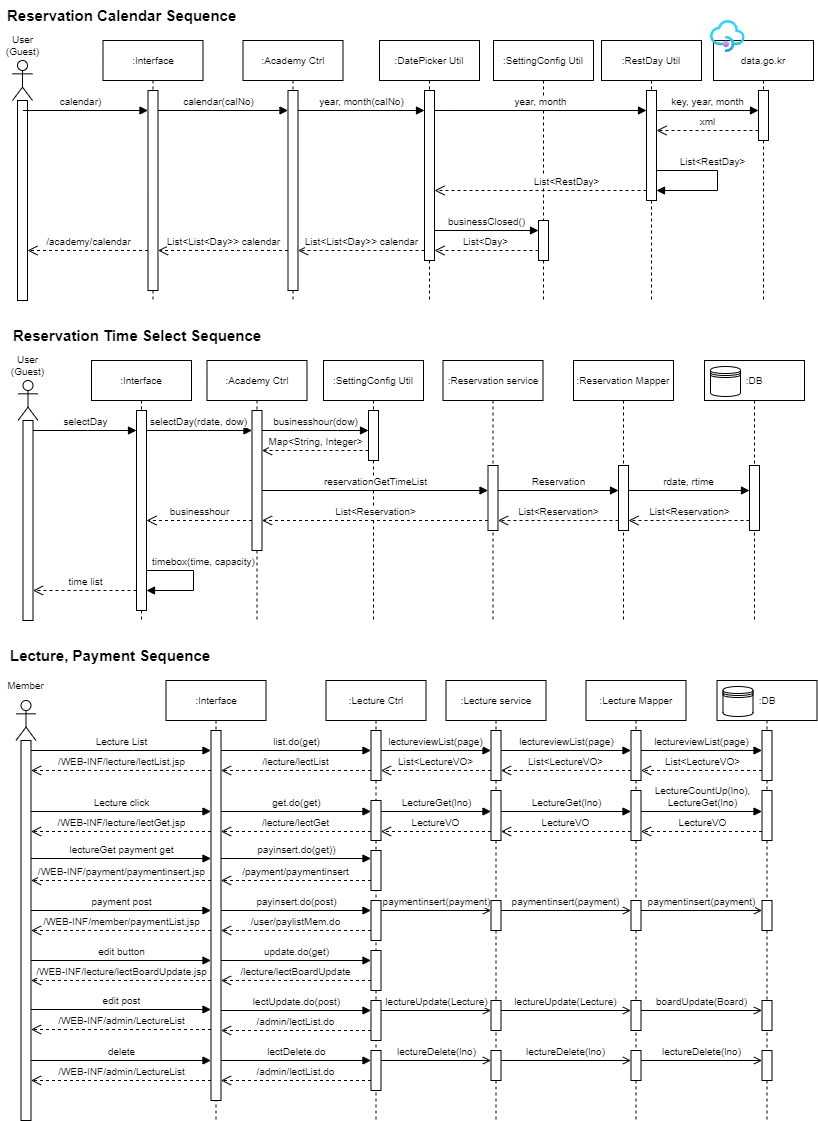 Reservation Calendar Sequence
User
(Guest)
:Interface
:Academy Ctrl
:DatePicker Util
:SettingConfig Util
:RestDay Util
data.go.kr
calendar)
calendar(calNo)
year, month(calNo)
year, month
key, year, month
xml
List<RestDay>
List<RestDay>
businessClosed()
/academy/calendar
List<List<Day>> calendar
List<List<Day>> calendar
List<Day>
Reservation Time Select Sequence
User
(Guest)
:Interface
:Academy Ctrl
:SettingConfig Util
:Reservation service
:Reservation Mapper
:DB
selectDay
selectDay(rdate, dow)
businesshour(dow)
Map<String, Integer>
reservationGetTimeList
Reservation
rdate, rtime
businesshour
List<Reservation>
List<Reservation>
List<Reservation>
timebox(time, capacity)
time list
Lecture, Payment Sequence
Member
:Interface
:Lecture Ctrl
:Lecture service
:Lecture Mapper
:DB
Lecture List
list.do(get)
lectureviewList(page)
lectureviewList(page)
lectureviewList(page)
/WEB-INF/lecture/lectList.jsp
/lecture/lectList
List<LectureVO>
List<LectureVO>
List<LectureVO>
Lecture click
get.do(get)
LectureGet(lno)
LectureGet(lno)
LectureCountUp(lno),
LectureGet(lno)
/WEB-INF/lecture/lectGet.jsp
/lecture/lectGet
LectureVO
LectureVO
LectureVO
lectureGet payment get
payinsert.do(get))
/WEB-INF/payment/paymentinsert.jsp
/payment/paymentinsert
payment post
payinsert.do(post)
paymentinsert(payment)
paymentinsert(payment)
paymentinsert(payment)
/WEB-INF/member/paymentList.jsp
/user/paylistMem.do
edit button
update.do(get)
/WEB-INF/lecture/lectBoardUpdate.jsp
/lecture/lectBoardUpdate
edit post
lectUpdate.do(post)
lectureUpdate(Lecture)
lectureUpdate(Lecture)
boardUpdate(Board)
/WEB-INF/admin/LectureList
/admin/lectList.do
delete
lectDelete.do
lectureDelete(lno)
lectureDelete(lno)
lectureDelete(lno)
/WEB-INF/admin/LectureList
/admin/lectList.do